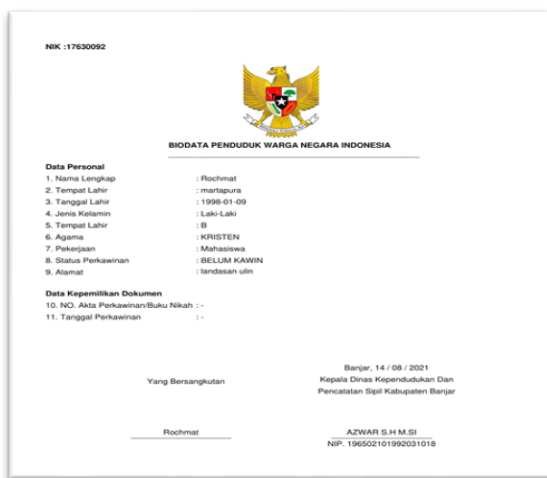 NIK :17630092
BIODATA PENDUDUK WARGA NEGARA INDONESIA
Data Personal
1. Nama Lengkap : Rochmat
2. Tempat Lahir : martapura
3. Tanggal Lahir : 1998-01-09
4. Jenis Kelamin : Laki-Laki
5. Tempat Lahir : B
6. Agama : KRISTEN
7. Pekerjaan : Mahasiswa
8. Status Perkawinan : BELUM KAWIN
9. Alamat : landasan ulin
Data Kepemilikan Dokumen
10. NO. Akta Perkawinan/Buku Nikah : -
11. Tanggal Perkawinan : -
Banjar, 14 / 08 / 2021
Yang Bersangkutan
Kepala Dinas Kependudukan Dan
Pencatatan Sipil Kabupaten Banjar
Rochmat
AZWAR S.H M.SI
NIP. 196502101992031018